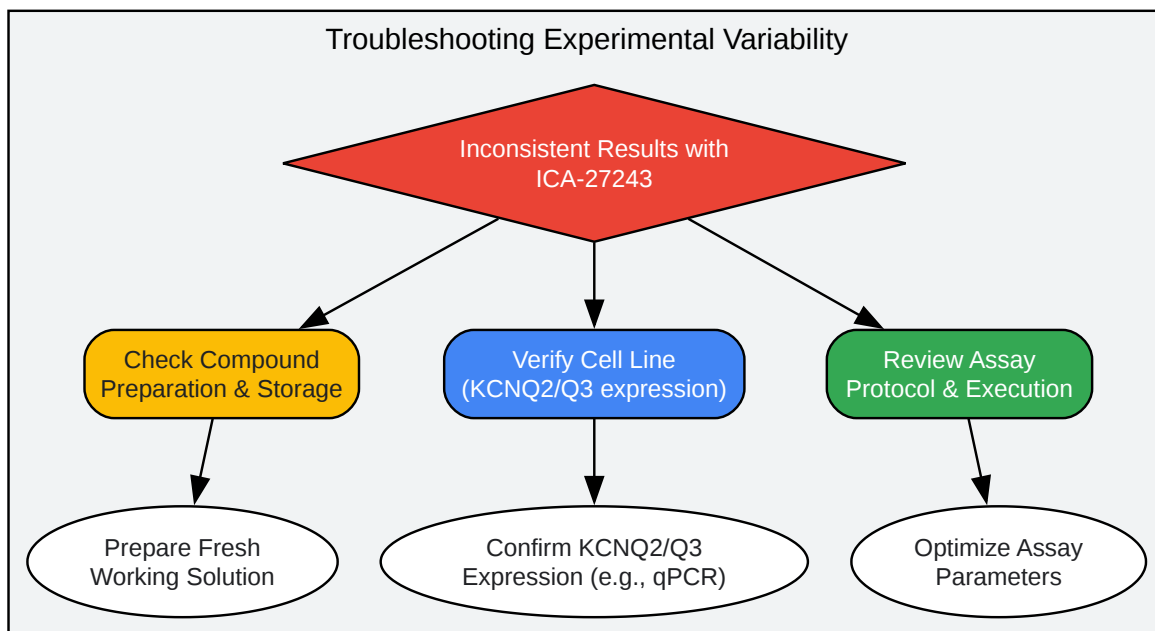 Troubleshooting Experimental Variability
Inconsistent Results with
ICA-27243
Check Compound
Preparation & Storage
Verify Cell Line
(KCNQ2/Q3 expression)
Review Assay
Protocol & Execution
Prepare Fresh
Working Solution
Confirm KCNQ2/Q3
Expression (e.g., qPCR)
Optimize Assay
Parameters